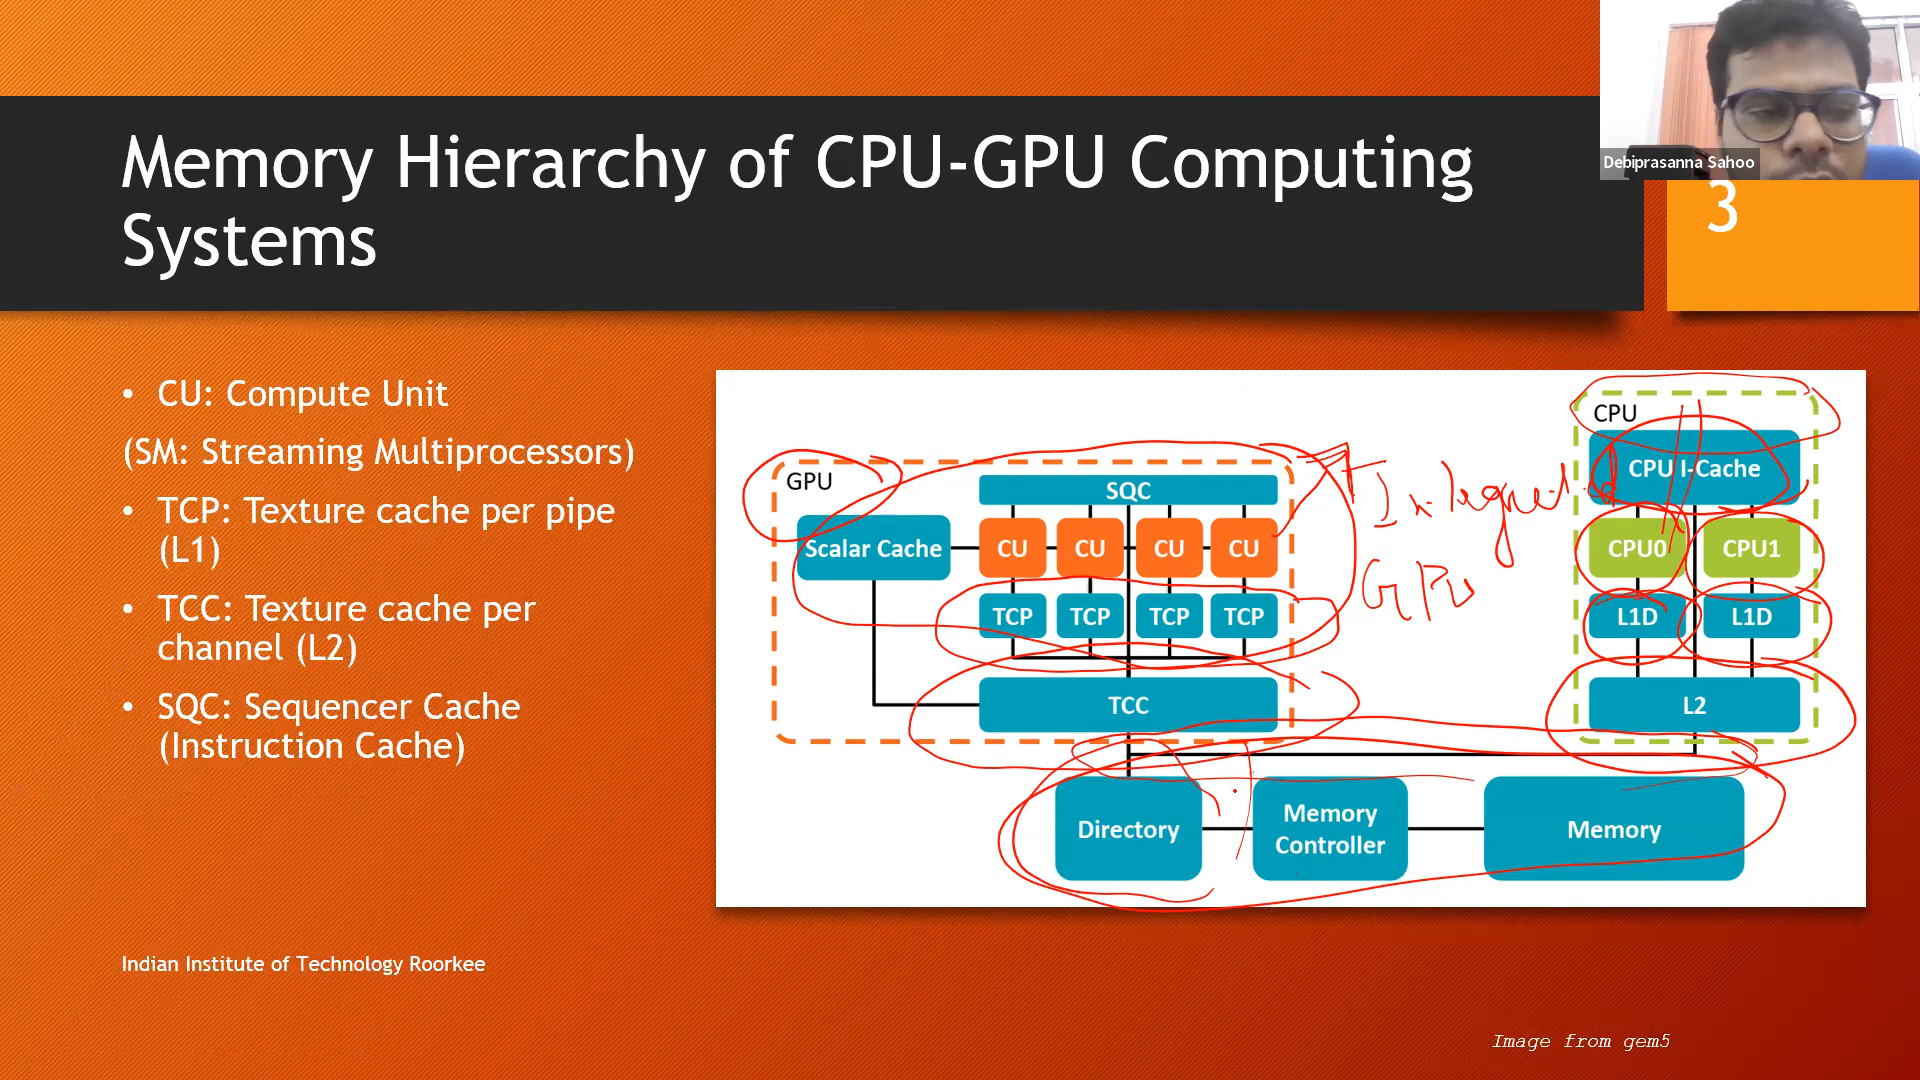 Debiprasanna Sahoo
3
Memory Hierarchy of CPU-GPU Computing
Systems
• CU: Compute Unit
(SM: Streaming Multiprocessors)
• TCP: Texture cache per pipe
(L1)
• TCC: Texture cache per
channel (L2)
• SQC: Sequencer Cache
(Instruction Cache)
GPU
SQC
Scalar Cache
CU CU CU CU
TCP TCP TCP TCP
TCC
CPU
CPU I-Cache
CPU0 CPU1
L1D L1D
L2
Directory
Memory
Controller
Memory
Integrated
GPU
Indian Institute of Technology Roorkee
Image from gem5